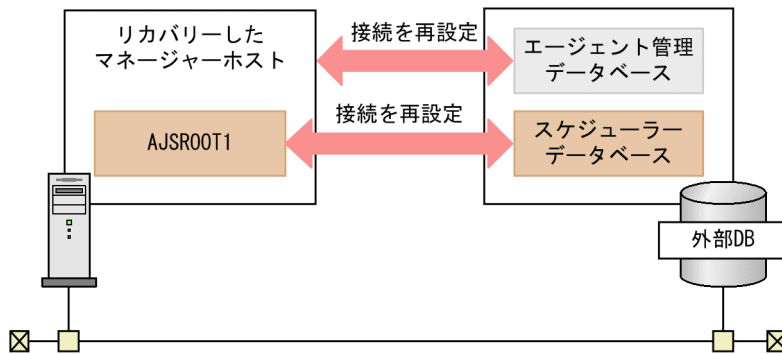 リカバリーした
マネージャーホスト
接続を再設定
エージェント管理
データベース
AJSROOT1
接続を再設定
スケジューラー
データベース
外部DB